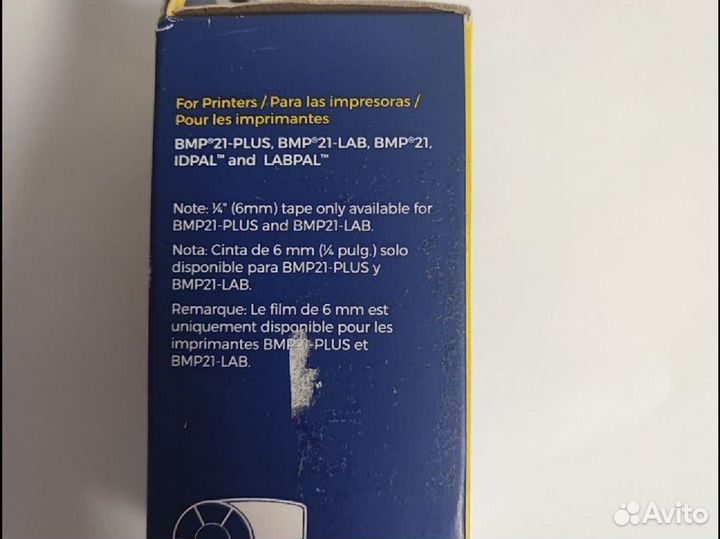 For Printers / Para las impresoras /
Pour les imprimantes
BMP®21-PLUS, BMP®21-LAB, BMP®21,
IDPAL™ and LABPAL™
Note: ¼" (6mm) tape only available for
BMP21-PLUS and BMP21-LAB.
Nota: Cinta de 6 mm (¼ pulg.) solo
disponible para BMP21-PLUS y
BMP21-LAB.
Remarque: Le film de 6 mm est
uniquement disponible pour les
imprimantes BMP21-PLUS et
BMP21-LAB.
Avito